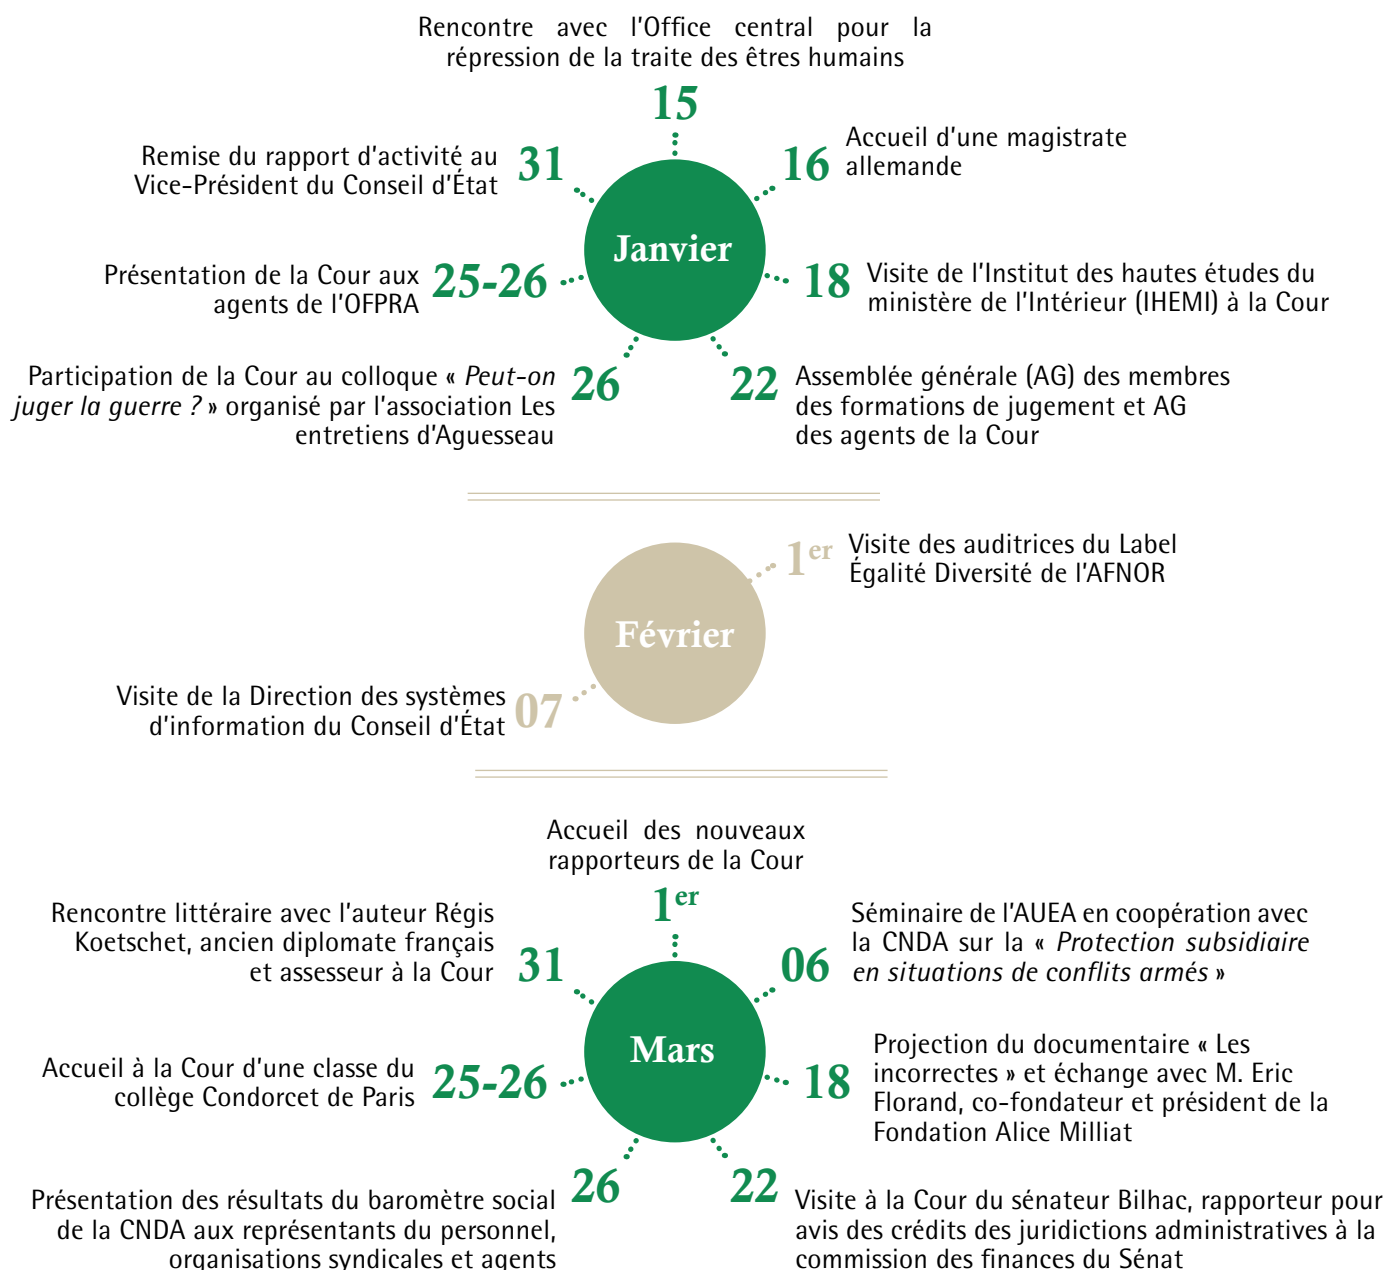 Rencontre avec l'Office central pour la
répression de la traite des êtres humains
15
Accueil d'une magistrate
allemande
16
Remise du rapport d'activité au
Vice-Président du Conseil d'État
31
Janvier
Visite de l'Institut des hautes études du
ministère de l'Intérieur (IHEMI) à la Cour
18
Présentation de la Cour aux
agents de l'OFPRA
25-26
Participation de la Cour au colloque « Peut-on
juger la guerre ? » organisé par l'association Les
entretiens d'Aguesseau
26
22
Assemblée générale (AG) des membres
des formations de jugement et AG
des agents de la Cour
1er
Visite des auditrices du Label
Égalité Diversité de l'AFNOR
Février
Visite de la Direction des systèmes
d'information du Conseil d'État
07
Accueil des nouveaux
rapporteurs de la Cour
1er
Rencontre littéraire avec l'auteur Régis
Koetschet, ancien diplomate français
et assesseur à la Cour
31
06
Séminaire de l'AUEA en coopération avec
la CNDA sur la « Protection subsidiaire
en situations de conflits armés »
Mars
Accueil à la Cour d'une classe du
collège Condorcet de Paris
25-26
18
Projection du documentaire « Les
incorrectes » et échange avec M. Eric
Florand, co-fondateur et président de la
Fondation Alice Milliat
Présentation des résultats du baromètre social
de la CNDA aux représentants du personnel,
organisations syndicales et agents
26
22
Visite à la Cour du sénateur Bilhac, rapporteur pour
avis des crédits des juridictions administratives à la
commission des finances du Sénat